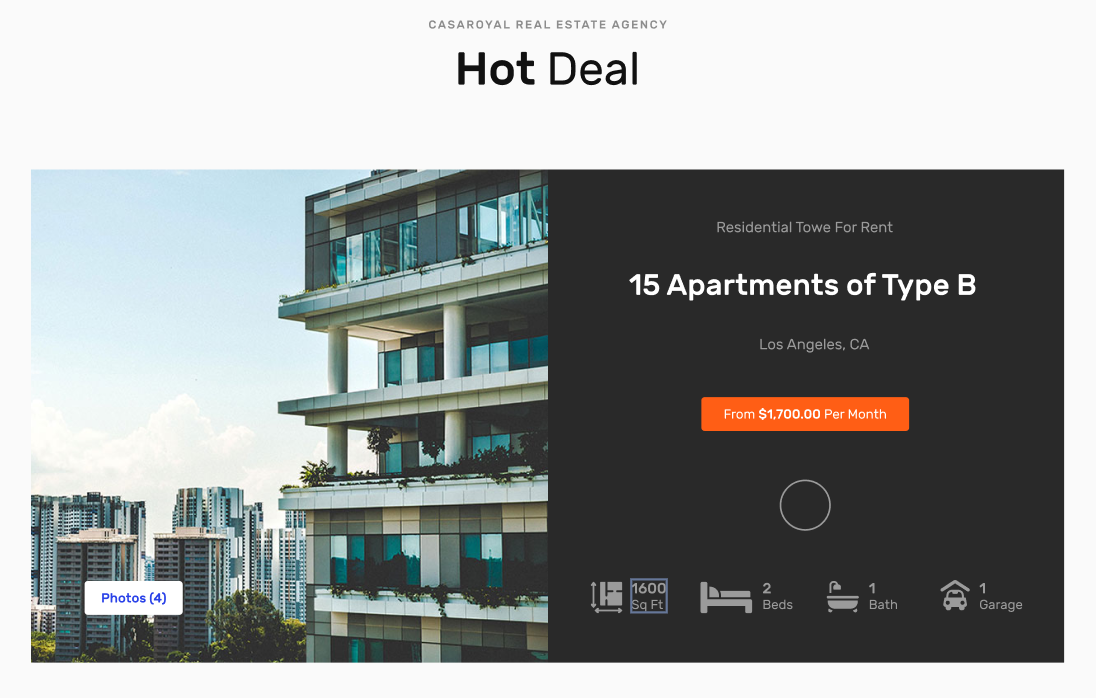 CASAROYAL REAL ESTATE AGENCY
Hot Deal
Residential Towe For Rent
15 Apartments of Type B
Los Angeles, CA
From $1,700.00 Per Month
Photos (4)
1600
Sq Ft
2
Beds
1
Bath
1
Garage